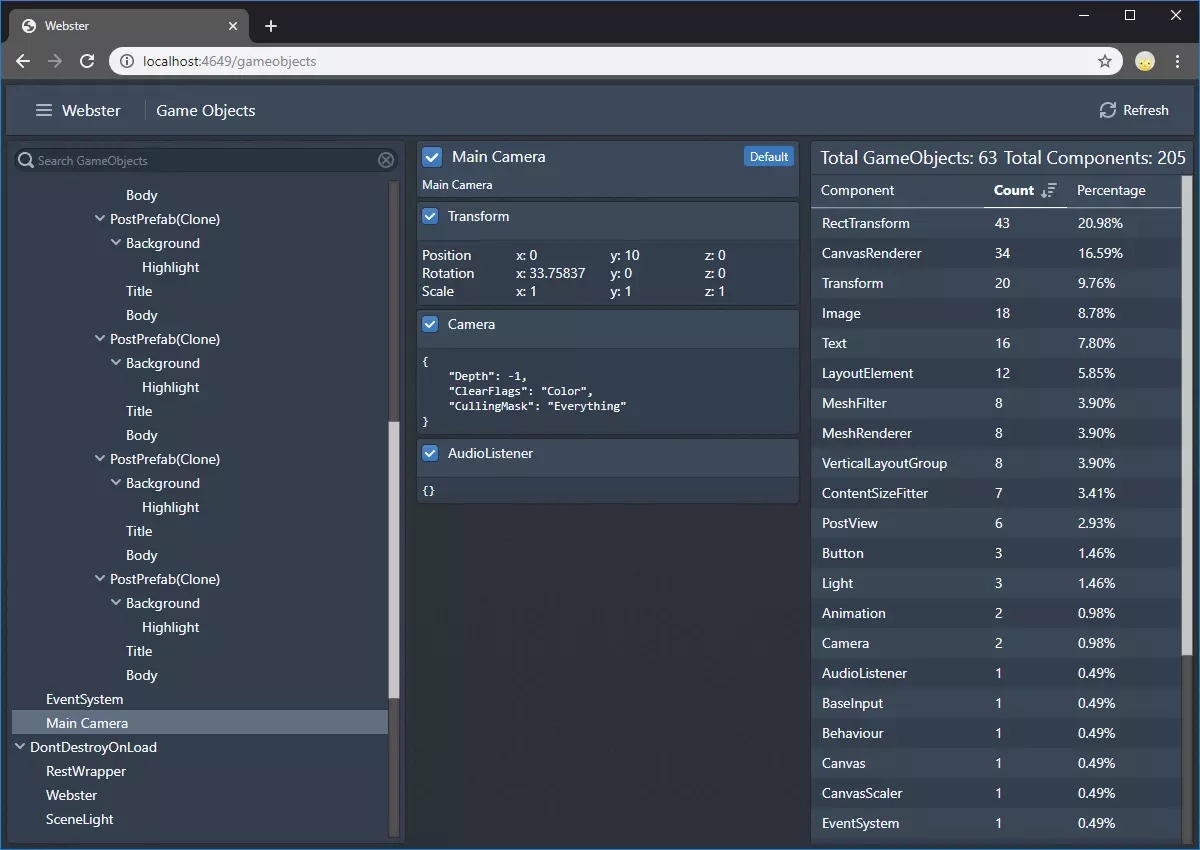 Webster
localhost:4649/gameobjects
Webster
Game Objects
Refresh
Search GameObjects
Body
PostPrefab(Clone)
Background
Highlight
Title
Body
PostPrefab(Clone)
Background
Highlight
Title
Body
PostPrefab(Clone)
Background
Highlight
Title
Body
PostPrefab(Clone)
Background
Highlight
Title
Body
EventSystem
Main Camera
DontDestroyOnLoad
RestWrapper
Webster
SceneLight
Main Camera Default
Main Camera
Transform
Position x: 0 y: 10 z: 0
Rotation x: 33.75837 y: 0 z: 0
Scale x: 1 y: 1 z: 1
Camera
{
"Depth": -1,
"ClearFlags": "Color",
"CullingMask": "Everything"
}
AudioListener
{}
Total GameObjects: 63 Total Components: 205
Component Count Percentage
RectTransform 43 20.98%
CanvasRenderer 34 16.59%
Transform 20 9.76%
Image 18 8.78%
Text 16 7.80%
LayoutElement 12 5.85%
MeshFilter 8 3.90%
MeshRenderer 8 3.90%
VerticalLayoutGroup 8 3.90%
ContentSizeFitter 7 3.41%
PostView 6 2.93%
Button 3 1.46%
Light 3 1.46%
Animation 2 0.98%
Camera 2 0.98%
AudioListener 1 0.49%
BaseInput 1 0.49%
Behaviour 1 0.49%
Canvas 1 0.49%
CanvasScaler 1 0.49%
EventSystem 1 0.49%